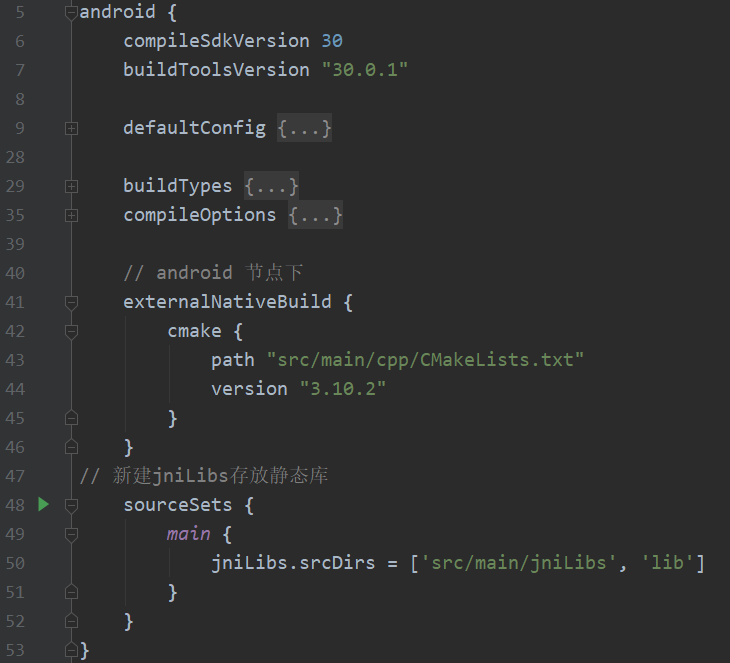 5 android {
6 compileSdkVersion 30
7 buildToolsVersion "30.0.1"
8
9 defaultConfig {...}
28
29 buildTypes {...}
35 compileOptions {...}
39
40 // android 节点下
41 externalNativeBuild {
42 cmake {
43 path "src/main/cpp/CMakeLists.txt"
44 version "3.10.2"
45 }
46 }
47 // 新建jniLibs存放静态库
48 sourceSets {
49 main {
50 jniLibs.srcDirs = ['src/main/jniLibs', 'lib']
51 }
52 }
53 }